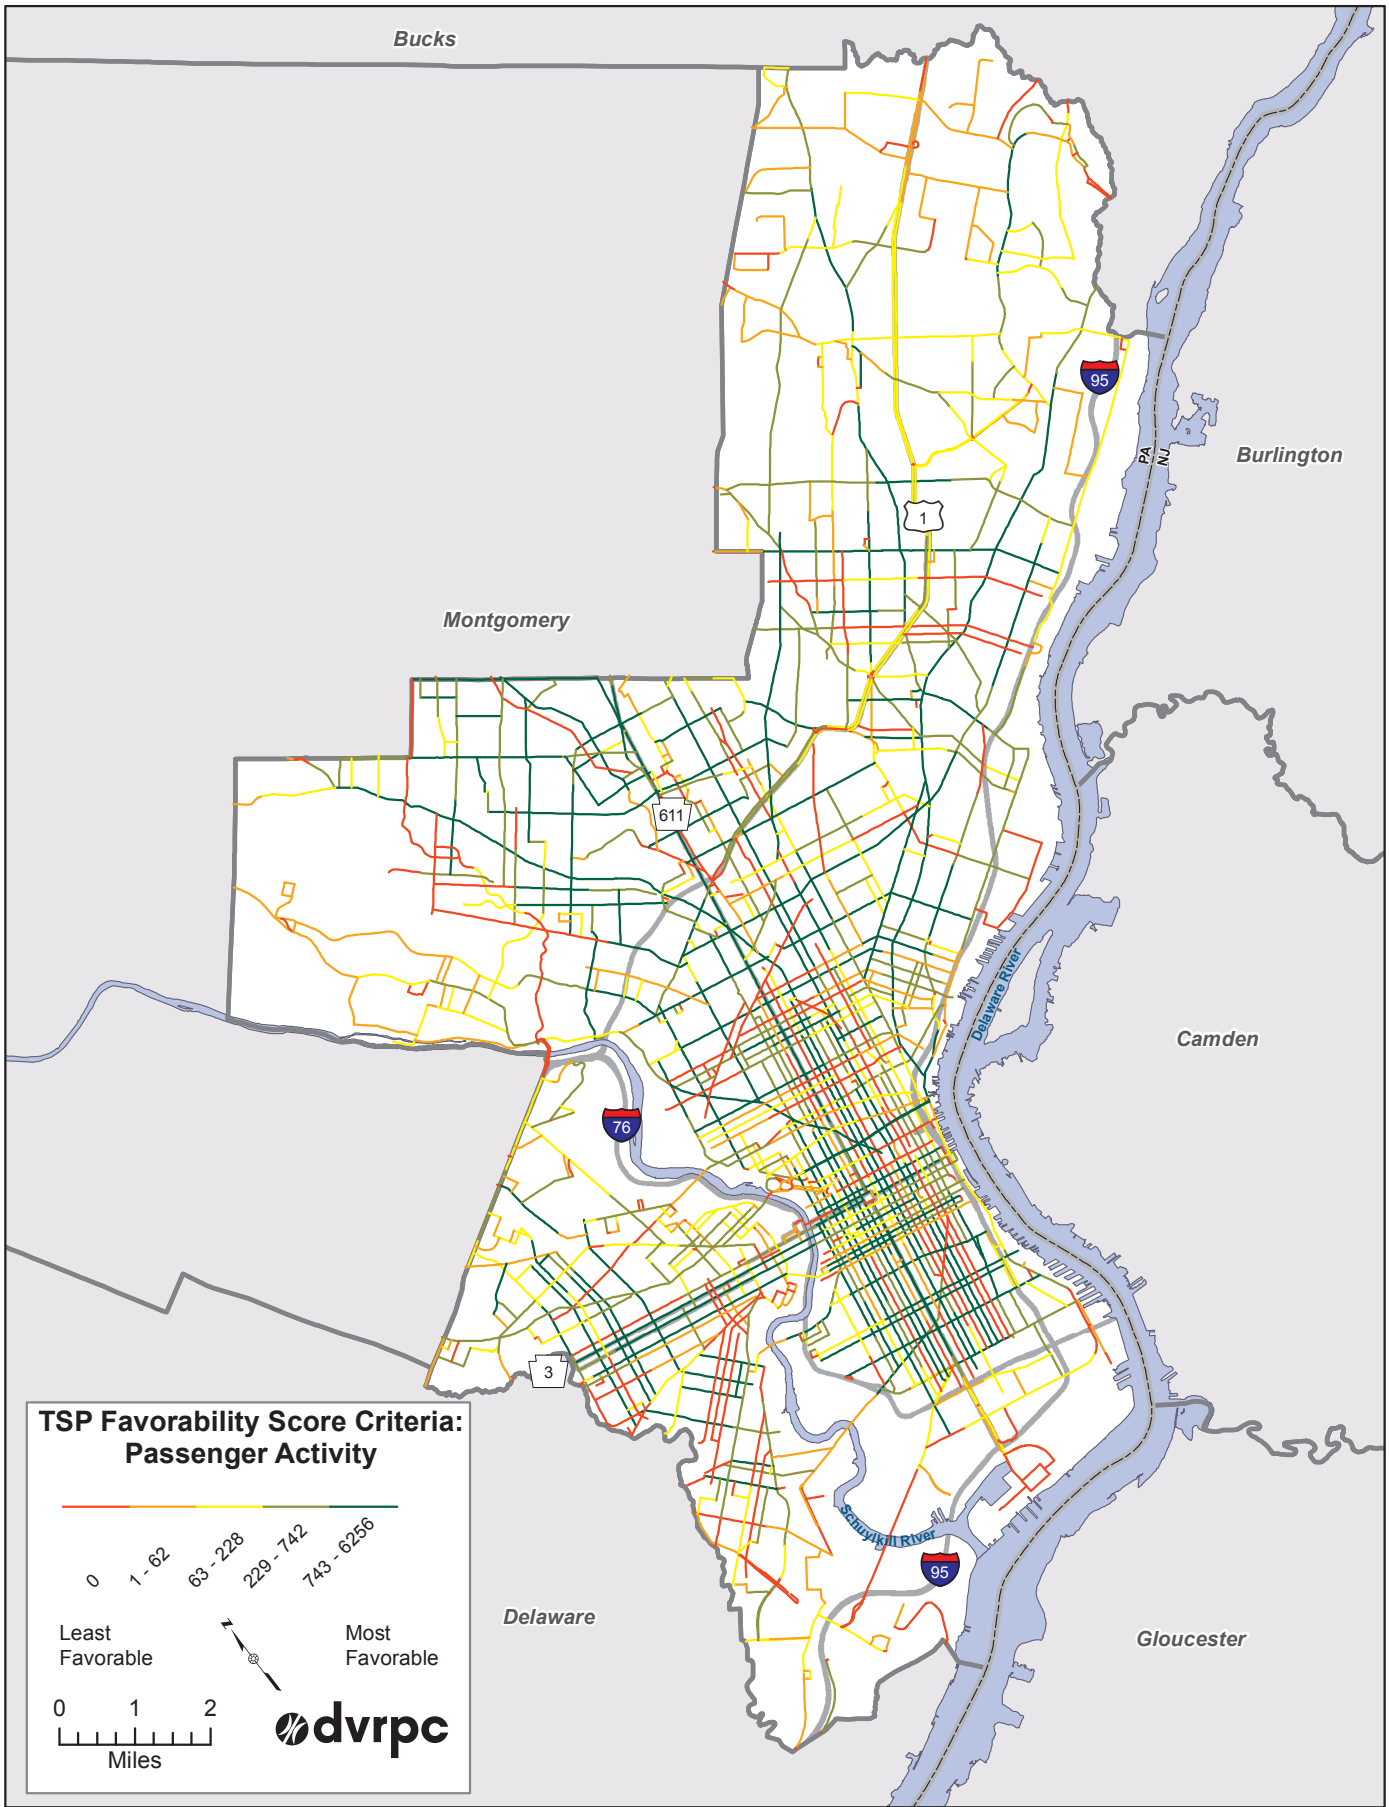 Bucks
95
PA
NJ
Burlington
1
Montgomery
611
Delaware River
Camden
76
3
TSP Favorability Score Criteria:
Passenger Activity
0
1 - 62
63 - 228
229 - 742
743 - 6256
Least
Favorable
N
Most
Favorable
0 1 2
Miles
dvrpc
Schuylkill River
95
Delaware
Gloucester